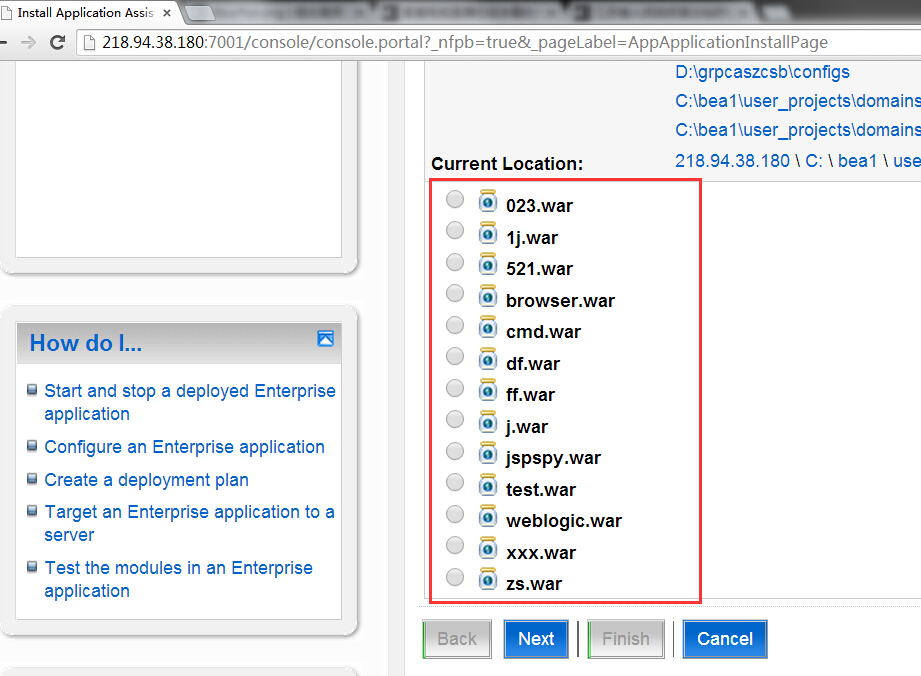 Install Application Assis
218.94.38.180:7001/console/console.portal?_nfpb=true&_pageLabel=AppApplicationInstallPage
D:\grpcaszcsb\configs
C:\bea1\user_projects\domains
C:\bea1\user_projects\domains
Current Location:
218.94.38.180 \ C: \ bea1 \ use
023.war
1j.war
521.war
browser.war
cmd.war
df.war
ff.war
j.war
jspspy.war
test.war
weblogic.war
xxx.war
zs.war
How do I...
Start and stop a deployed Enterprise
application
Configure an Enterprise application
Create a deployment plan
Target an Enterprise application to a
server
Test the modules in an Enterprise
application
Back
Next
Finish
Cancel